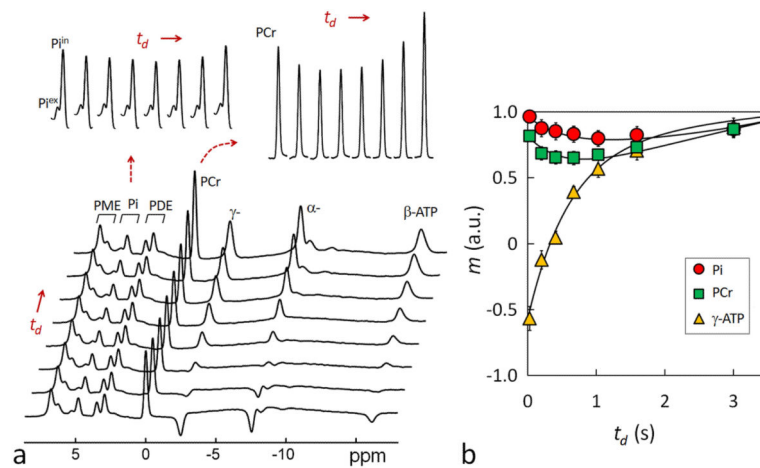 t_d
PCr
Pi^in
Pi^ex
t_d
PCr
PME Pi PDE
γ-
α-
β-ATP
t_d
5 0 -5 -10 ppm
a
1.0
0.5
0
-0.5
-1.0
m (a.u.)
Pi
PCr
γ-ATP
0 1 2 3
t_d (s)
b